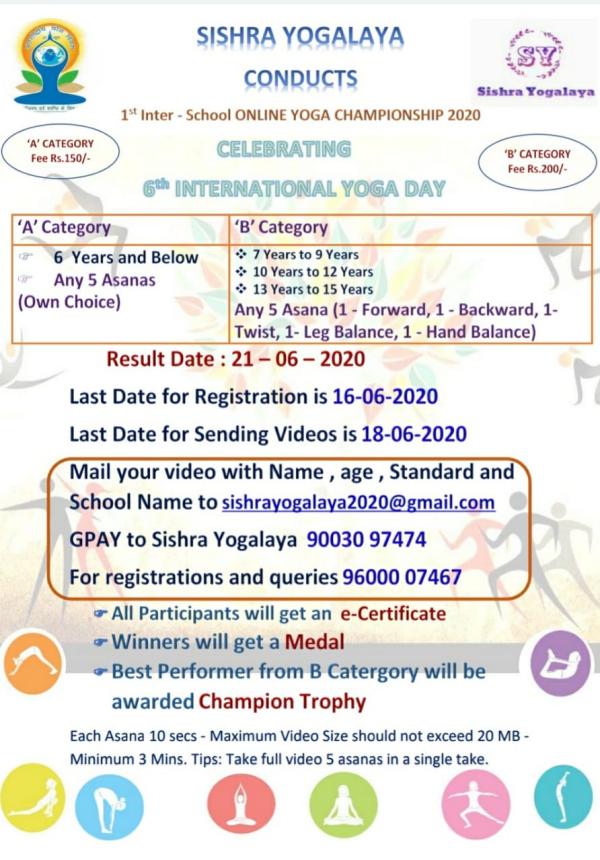 SISHRA YOGALAYA
CONDUCTS
SY
Sishra Yogalaya
1st Inter - School ONLINE YOGA CHAMPIONSHIP 2020
'A' CATEGORY
Fee Rs.150/-
CELEBRATING
6th INTERNATIONAL YOGA DAY
'B' CATEGORY
Fee Rs.200/-
'A' Category
6 Years and Below
Any 5 Asanas
(Own Choice)
'B' Category
7 Years to 9 Years
10 Years to 12 Years
13 Years to 15 Years
Any 5 Asana (1 - Forward, 1 - Backward, 1-
Twist, 1- Leg Balance, 1 - Hand Balance)
Result Date : 21 – 06 – 2020
Last Date for Registration is 16-06-2020
Last Date for Sending Videos is 18-06-2020
Mail your video with Name , age , Standard and
School Name to sishrayogalaya2020@gmail.com
GPAY to Sishra Yogalaya 90030 97474
For registrations and queries 96000 07467
All Participants will get an e-Certificate
Winners will get a Medal
Best Performer from B Catergory will be
awarded Champion Trophy
Each Asana 10 secs - Maximum Video Size should not exceed 20 MB -
Minimum 3 Mins. Tips: Take full video 5 asanas in a single take.